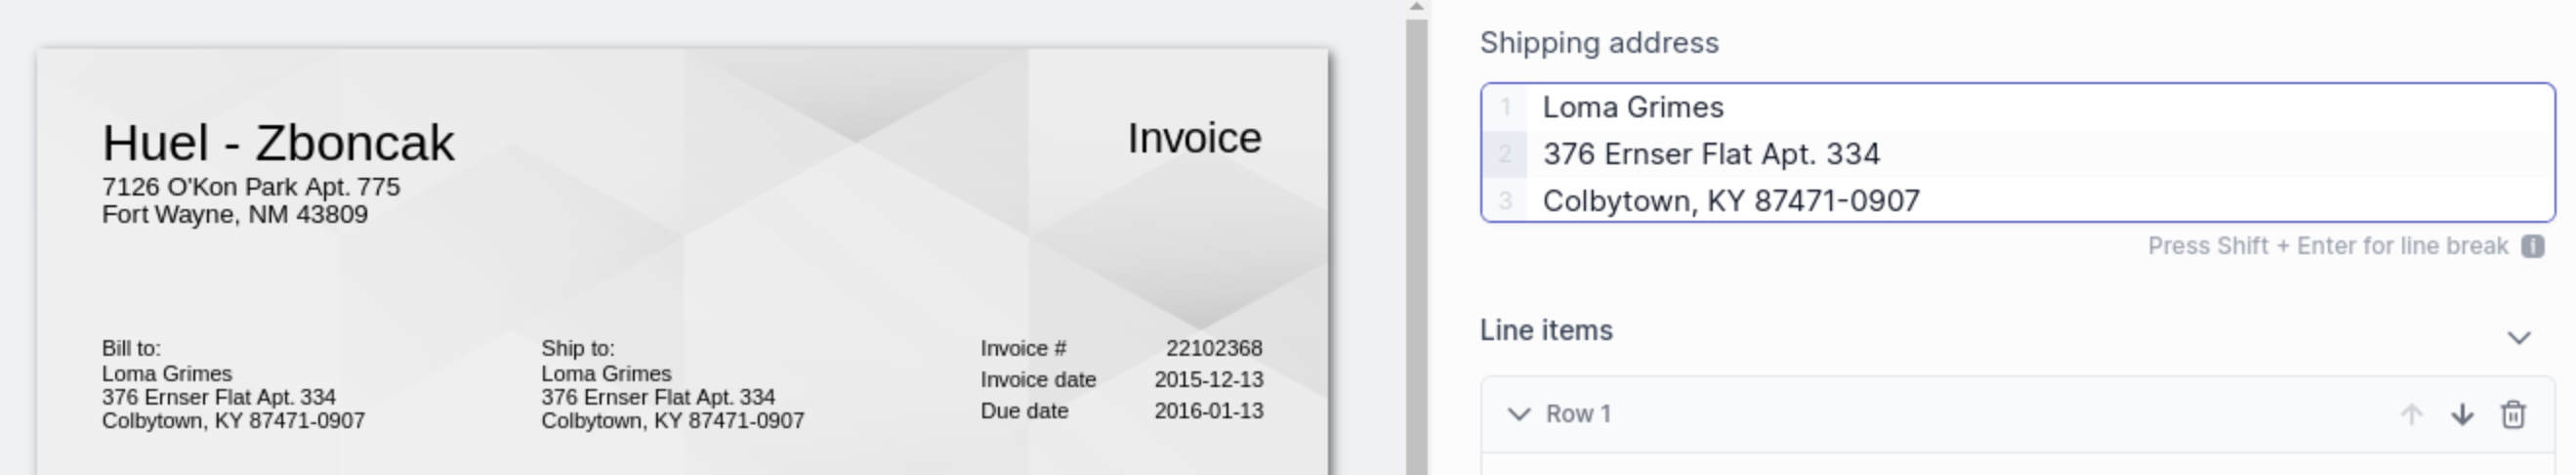 Huel - Zboncak
7126 O'Kon Park Apt. 775
Fort Wayne, NM 43809
Invoice
Bill to:
Loma Grimes
376 Ernser Flat Apt. 334
Colbytown, KY 87471-0907
Ship to:
Loma Grimes
376 Ernser Flat Apt. 334
Colbytown, KY 87471-0907
Invoice # 22102368
Invoice date 2015-12-13
Due date 2016-01-13
Shipping address
1 Loma Grimes
2 376 Ernser Flat Apt. 334
3 Colbytown, KY 87471-0907
Press Shift + Enter for line break i
Line items
Row 1